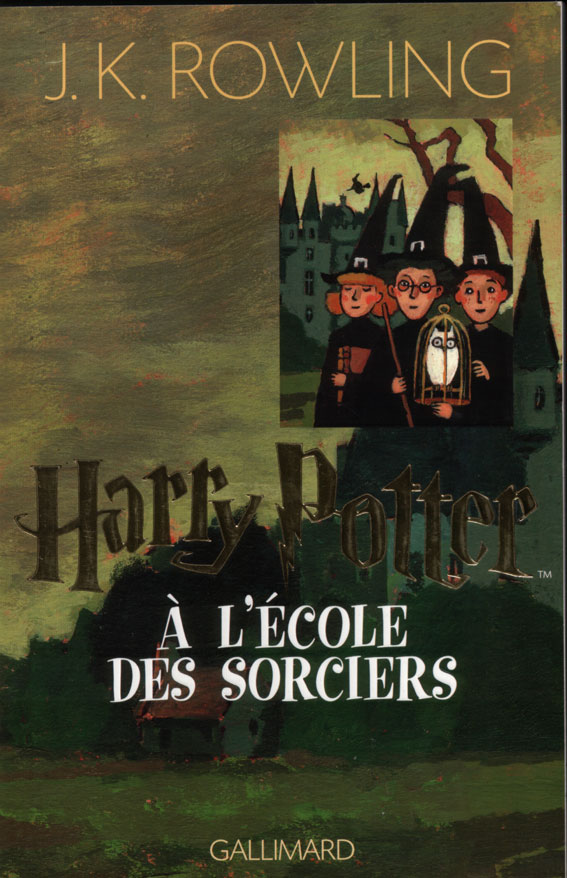 J. K. ROWLING
Harry Potter™
À L'ÉCOLE
DES SORCIERS
GALLIMARD